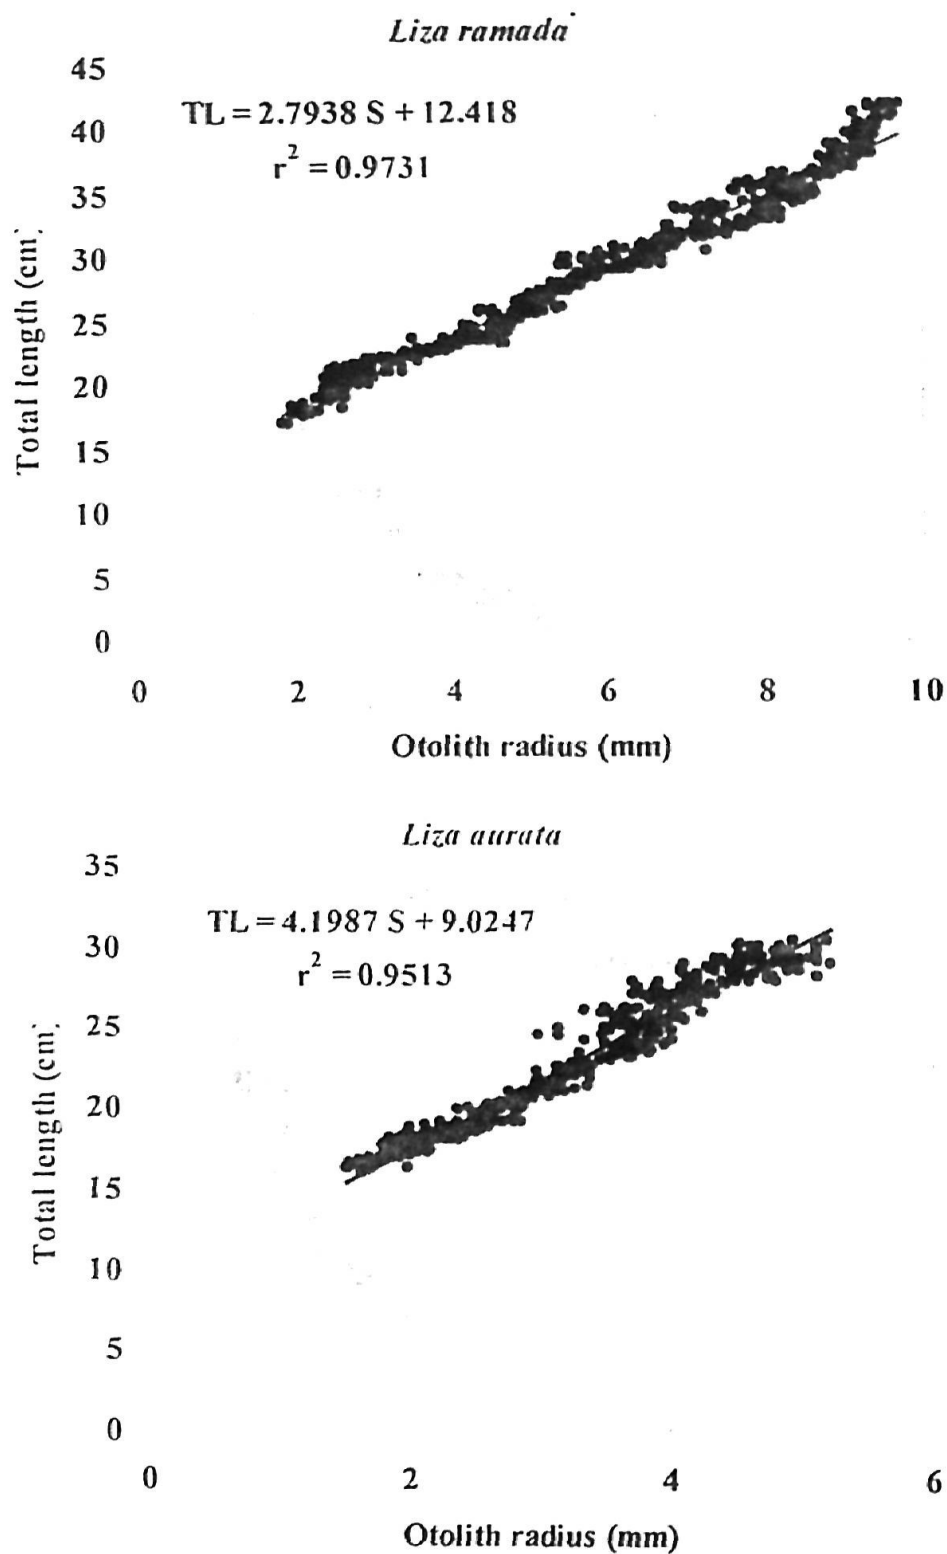 Liza ramada
45
TL = 2.7938 S + 12.418
40
r² = 0.9731
35
30
25
20
15
10
5
0
Total length (cm)
0 2 4 6 8 10
Otolith radius (mm)
Liza aurata
35
TL = 4.1987 S + 9.0247
30
r² = 0.9513
25
20
15
10
5
0
Total length (cm)
0 2 4 6
Otolith radius (mm)